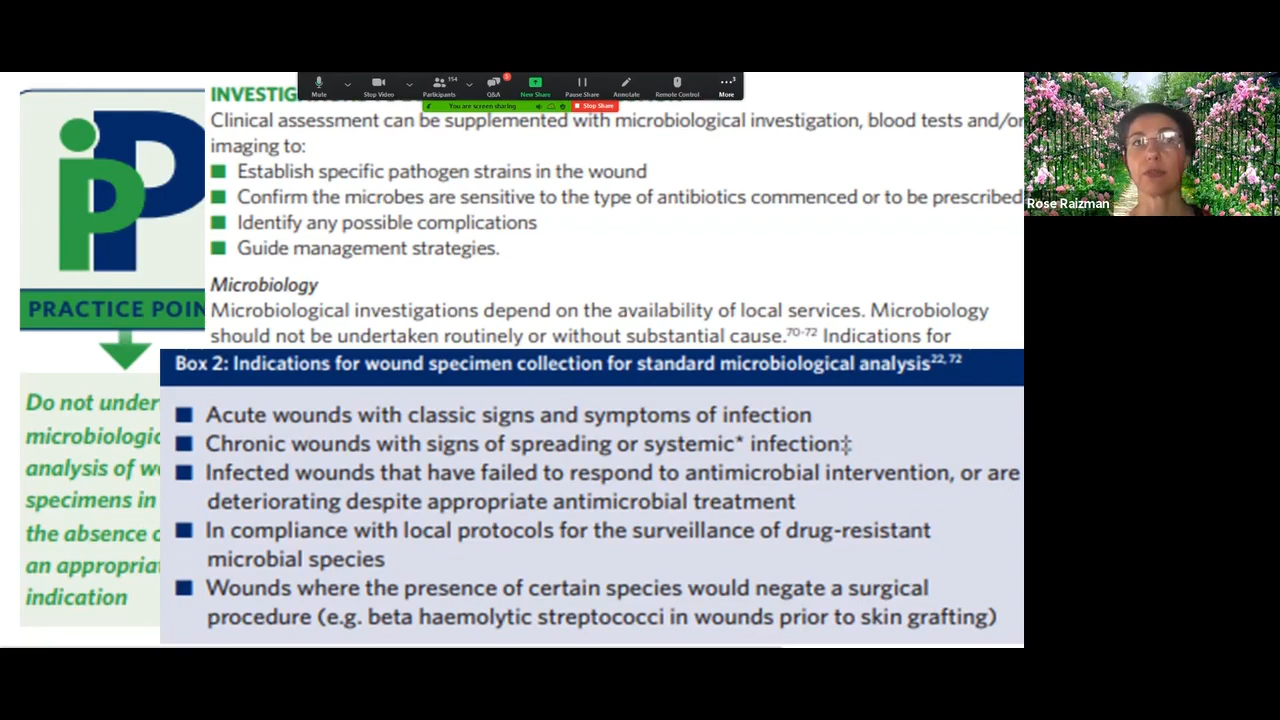 Mute
Stop Video
154
Participants
5
Q&A
New Share
Pause Share
Annotate
Remote Control
3
More
You are screen sharing
Stop Share
INVESTIG
Clinical assessment can be supplemented with microbiological investigation, blood tests and/or
imaging to:
Establish specific pathogen strains in the wound
Confirm the microbes are sensitive to the type of antibiotics commenced or to be prescribed
Identify any possible complications
Guide management strategies.
Microbiology
Microbiological investigations depend on the availability of local services. Microbiology
should not be undertaken routinely or without substantial cause.70-72 Indications for
PRACTICE POIN
Do not under
microbiologic
analysis of w
specimens in
the absence o
an appropria
indication
Box 2: Indications for wound specimen collection for standard microbiological analysis22, 72
Acute wounds with classic signs and symptoms of infection
Chronic wounds with signs of spreading or systemic* infection‡
Infected wounds that have failed to respond to antimicrobial intervention, or are
deteriorating despite appropriate antimicrobial treatment
In compliance with local protocols for the surveillance of drug-resistant
microbial species
Wounds where the presence of certain species would negate a surgical
procedure (e.g. beta haemolytic streptococci in wounds prior to skin grafting)
Rose Raizman